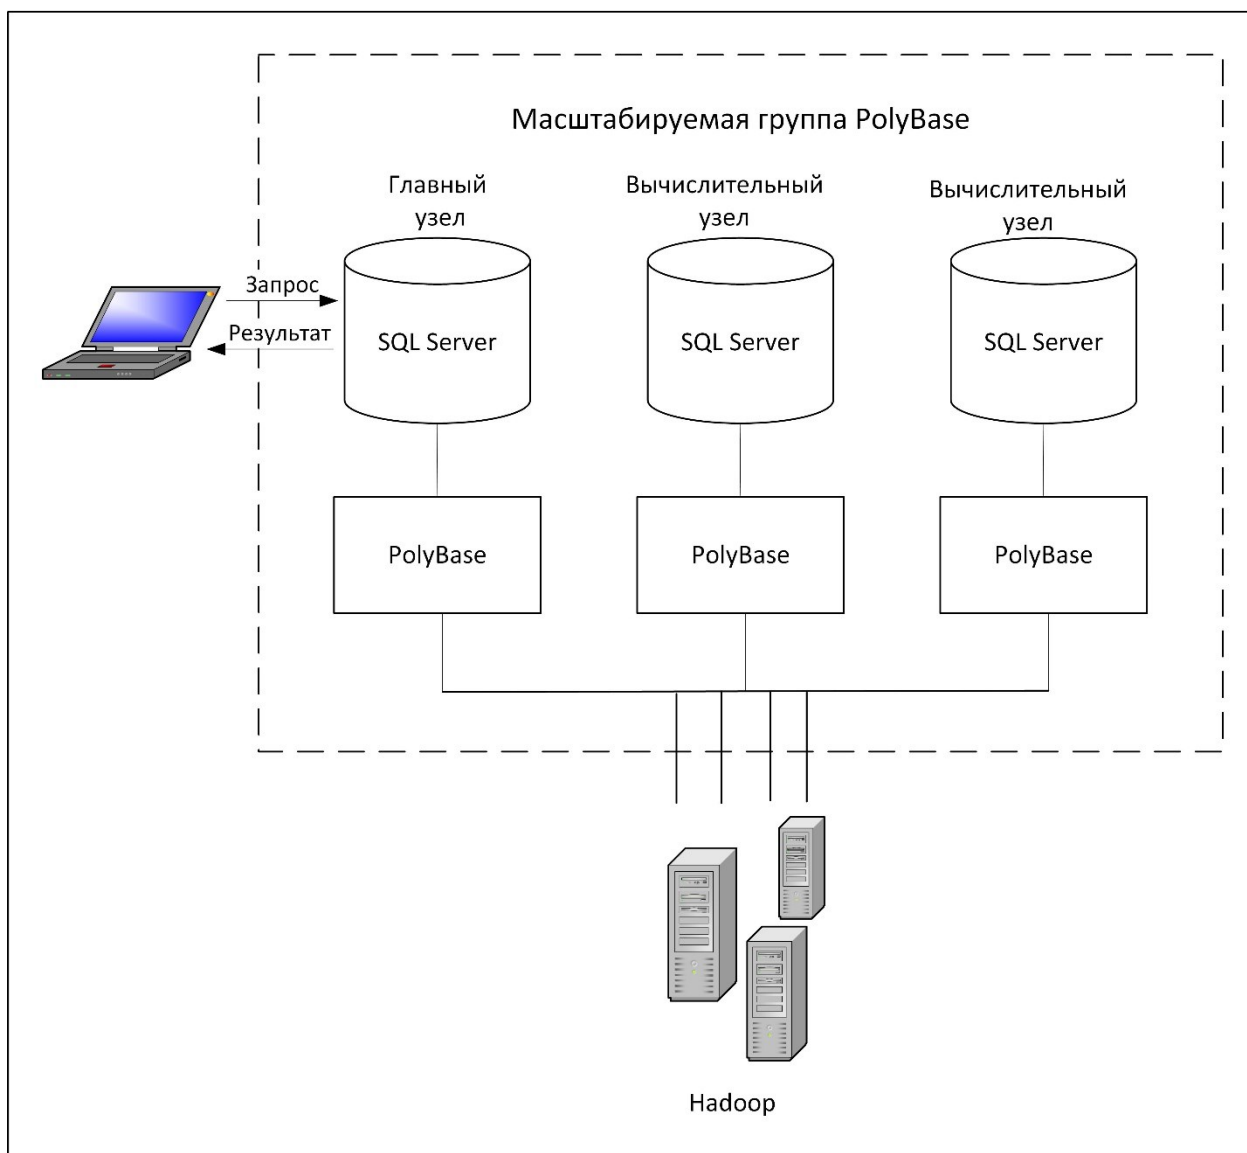 Масштабируемая группа PolyBase
Главный
узел
Вычислительный
узел
Вычислительный
узел
Запрос
Результат
SQL Server
SQL Server
SQL Server
PolyBase
PolyBase
PolyBase
Hadoop